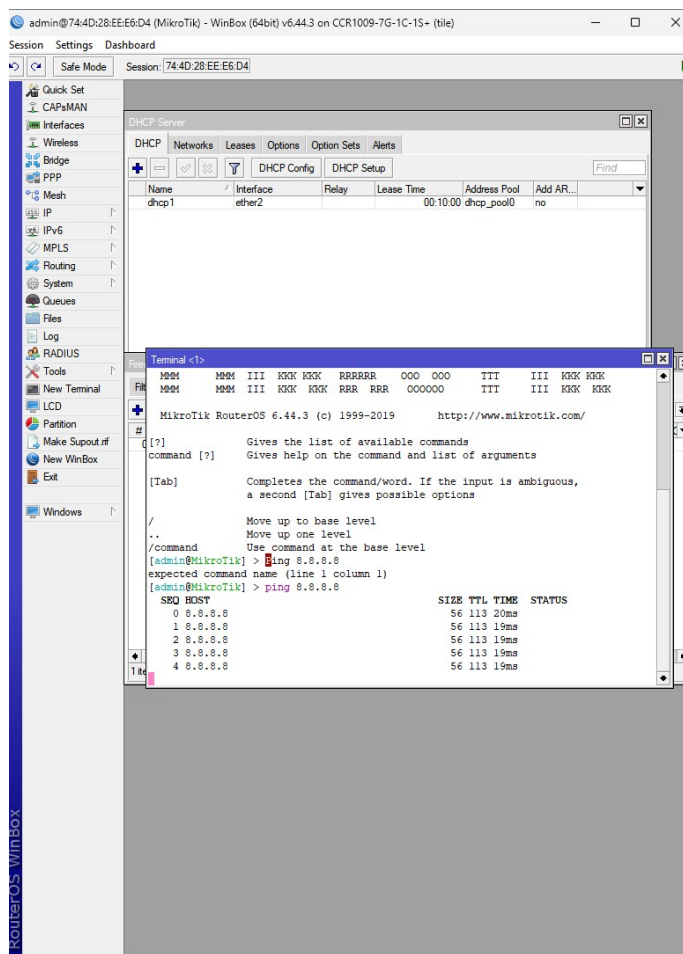 admin@74:4D:28:EE:E6:D4 (MikroTik) - WinBox (64bit) v6.44.3 on CCR1009-7G-1C-1S+ (tile)
Session Settings Dashboard
Safe Mode Session: 74:4D:28:EE:E6:D4
Quick Set
CAPsMAN
Interfaces
Wireless
Bridge
PPP
Mesh
IP
IPv6
MPLS
Routing
System
Queues
Files
Log
RADIUS
Tools
New Terminal
LCD
Partition
Make Supout.rif
New WinBox
Exit
Windows
RouterOS WinBox
DHCP Server
DHCP Networks Leases Options Option Sets Alerts
DHCP Config DHCP Setup Find
Name Interface Relay Lease Time Address Pool Add AR...
dhcp1 ether2 00:10:00 dhcp_pool0 no
Fire
Filt
#
1 ite
Terminal <1>
MMM MMM III KKK KKK RRRRRR OOO OOO TTT III KKK KKK
MMM MMM III KKK KKK RRR RRR OOOOOO TTT III KKK KKK
MikroTik RouterOS 6.44.3 (c) 1999-2019 http://www.mikrotik.com/
[?] Gives the list of available commands
command [?] Gives help on the command and list of arguments
[Tab] Completes the command/word. If the input is ambiguous,
a second [Tab] gives possible options
/ Move up to base level
.. Move up one level
/command Use command at the base level
[admin@MikroTik] > Ping 8.8.8.8
expected command name (line 1 column 1)
[admin@MikroTik] > ping 8.8.8.8
SEQ HOST SIZE TTL TIME STATUS
0 8.8.8.8 56 113 20ms
1 8.8.8.8 56 113 19ms
2 8.8.8.8 56 113 19ms
3 8.8.8.8 56 113 19ms
4 8.8.8.8 56 113 19ms